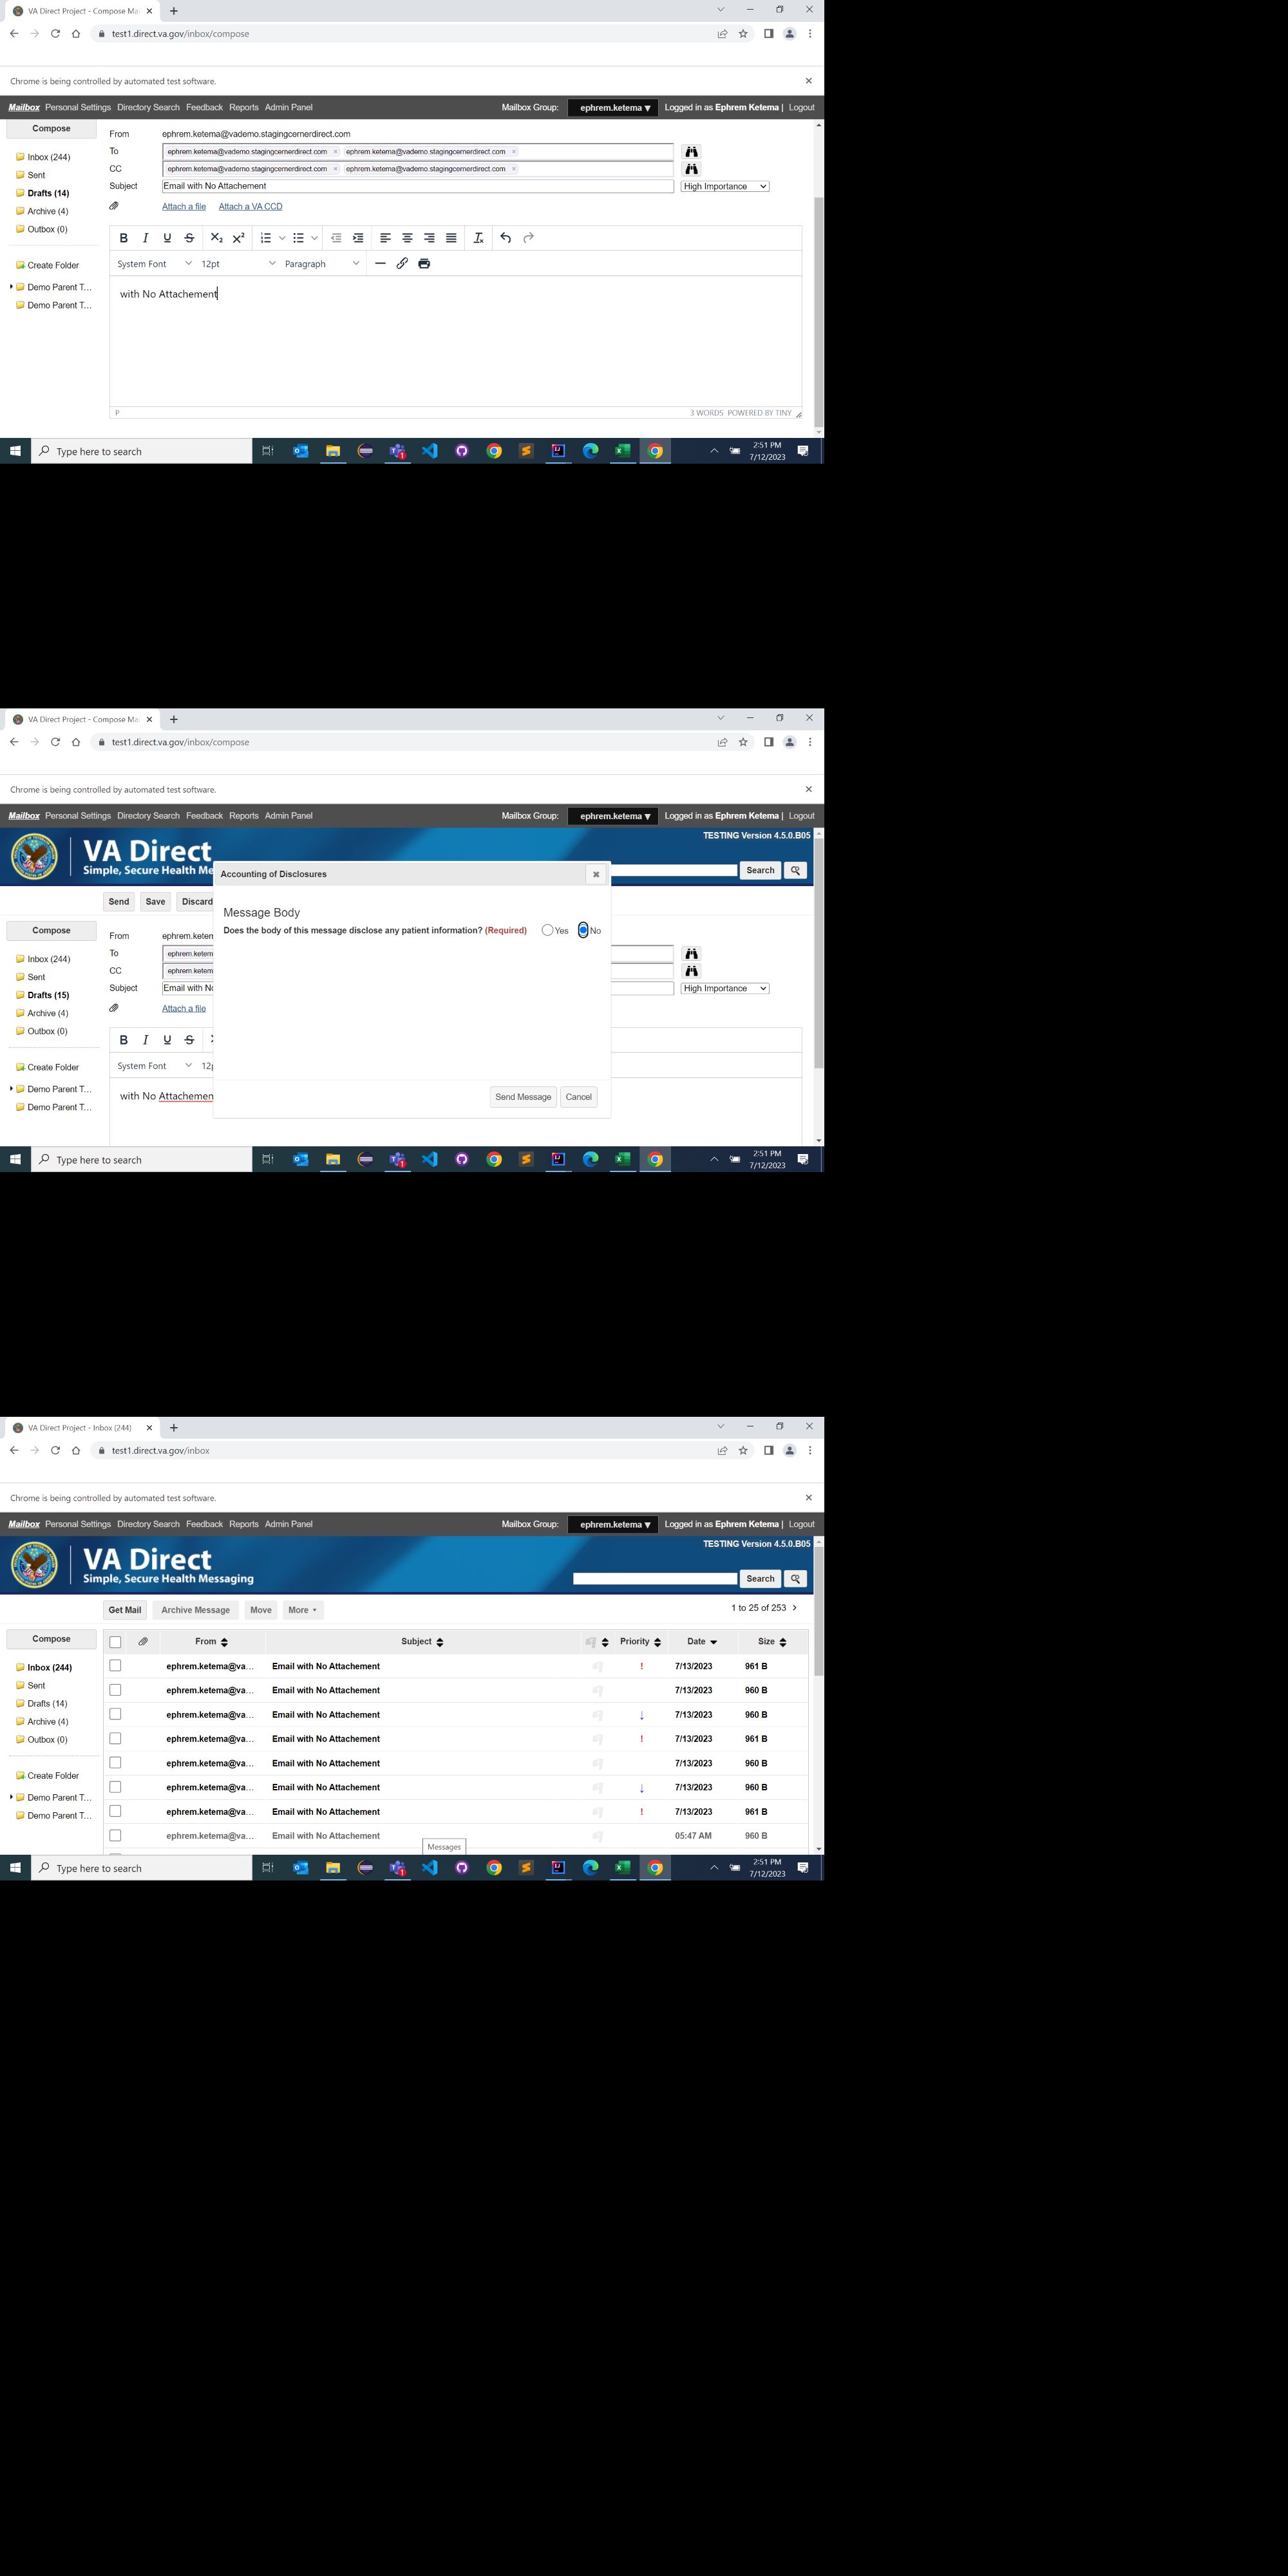 VA Direct Project - Compose Mai
test1.direct.va.gov/inbox/compose
Chrome is being controlled by automated test software.
Mailbox Personal Settings Directory Search Feedback Reports Admin Panel Mailbox Group: ephrem.ketema ▼ Logged in as Ephrem Ketema | Logout
Compose
Inbox (244)
Sent
Drafts (14)
Archive (4)
Outbox (0)
Create Folder
Demo Parent T...
Demo Parent T...
From ephrem.ketema@vademo.stagingcernerdirect.com
To ephrem.ketema@vademo.stagingcernerdirect.com × ephrem.ketema@vademo.stagingcernerdirect.com ×
CC ephrem.ketema@vademo.stagingcernerdirect.com × ephrem.ketema@vademo.stagingcernerdirect.com ×
Subject Email with No Attachement High Importance
Attach a file Attach a VA CCD
B I U S X₂ X²
System Font 12pt Paragraph
with No Attachement
P 3 WORDS POWERED BY TINY
Type here to search 2:51 PM
7/12/2023
VA Direct Project - Compose Mai
test1.direct.va.gov/inbox/compose
Chrome is being controlled by automated test software.
Mailbox Personal Settings Directory Search Feedback Reports Admin Panel Mailbox Group: ephrem.ketema ▼ Logged in as Ephrem Ketema | Logout
TESTING Version 4.5.0.B05
VA Direct
Simple, Secure Health Me
Search
Send Save Discard
Compose
Inbox (244)
Sent
Drafts (15)
Archive (4)
Outbox (0)
Create Folder
Demo Parent T...
Demo Parent T...
From ephrem.keter
To ephrem.ketem
CC ephrem.ketem
Subject Email with No High Importance
Attach a file
B I U S
System Font 12p
with No Attachemen
Accounting of Disclosures
Message Body
Does the body of this message disclose any patient information? (Required) Yes No
Send Message Cancel
Type here to search 2:51 PM
7/12/2023
VA Direct Project - Inbox (244)
test1.direct.va.gov/inbox
Chrome is being controlled by automated test software.
Mailbox Personal Settings Directory Search Feedback Reports Admin Panel Mailbox Group: ephrem.ketema ▼ Logged in as Ephrem Ketema | Logout
TESTING Version 4.5.0.B05
VA Direct
Simple, Secure Health Messaging
Search
Get Mail Archive Message Move More 1 to 25 of 253
Compose
Inbox (244)
Sent
Drafts (14)
Archive (4)
Outbox (0)
Create Folder
Demo Parent T...
Demo Parent T...
From Subject Priority Date Size
ephrem.ketema@va... Email with No Attachement ! 7/13/2023 961 B
ephrem.ketema@va... Email with No Attachement 7/13/2023 960 B
ephrem.ketema@va... Email with No Attachement ↓ 7/13/2023 960 B
ephrem.ketema@va... Email with No Attachement ! 7/13/2023 961 B
ephrem.ketema@va... Email with No Attachement 7/13/2023 960 B
ephrem.ketema@va... Email with No Attachement ↓ 7/13/2023 960 B
ephrem.ketema@va... Email with No Attachement ! 7/13/2023 961 B
ephrem.ketema@va... Email with No Attachement 05:47 AM 960 B
Messages
Type here to search 2:51 PM
7/12/2023